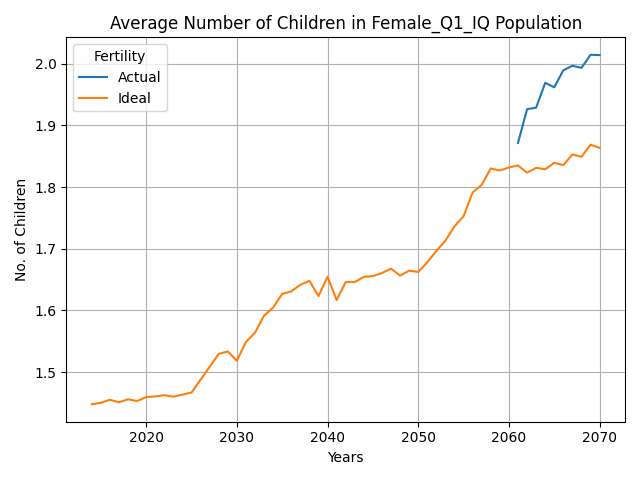 Average Number of Children in Female_Q1_IQ Population
Fertility
Actual
Ideal
No. of Children
2.0
1.9
1.8
1.7
1.6
1.5
2020 2030 2040 2050 2060 2070
Years